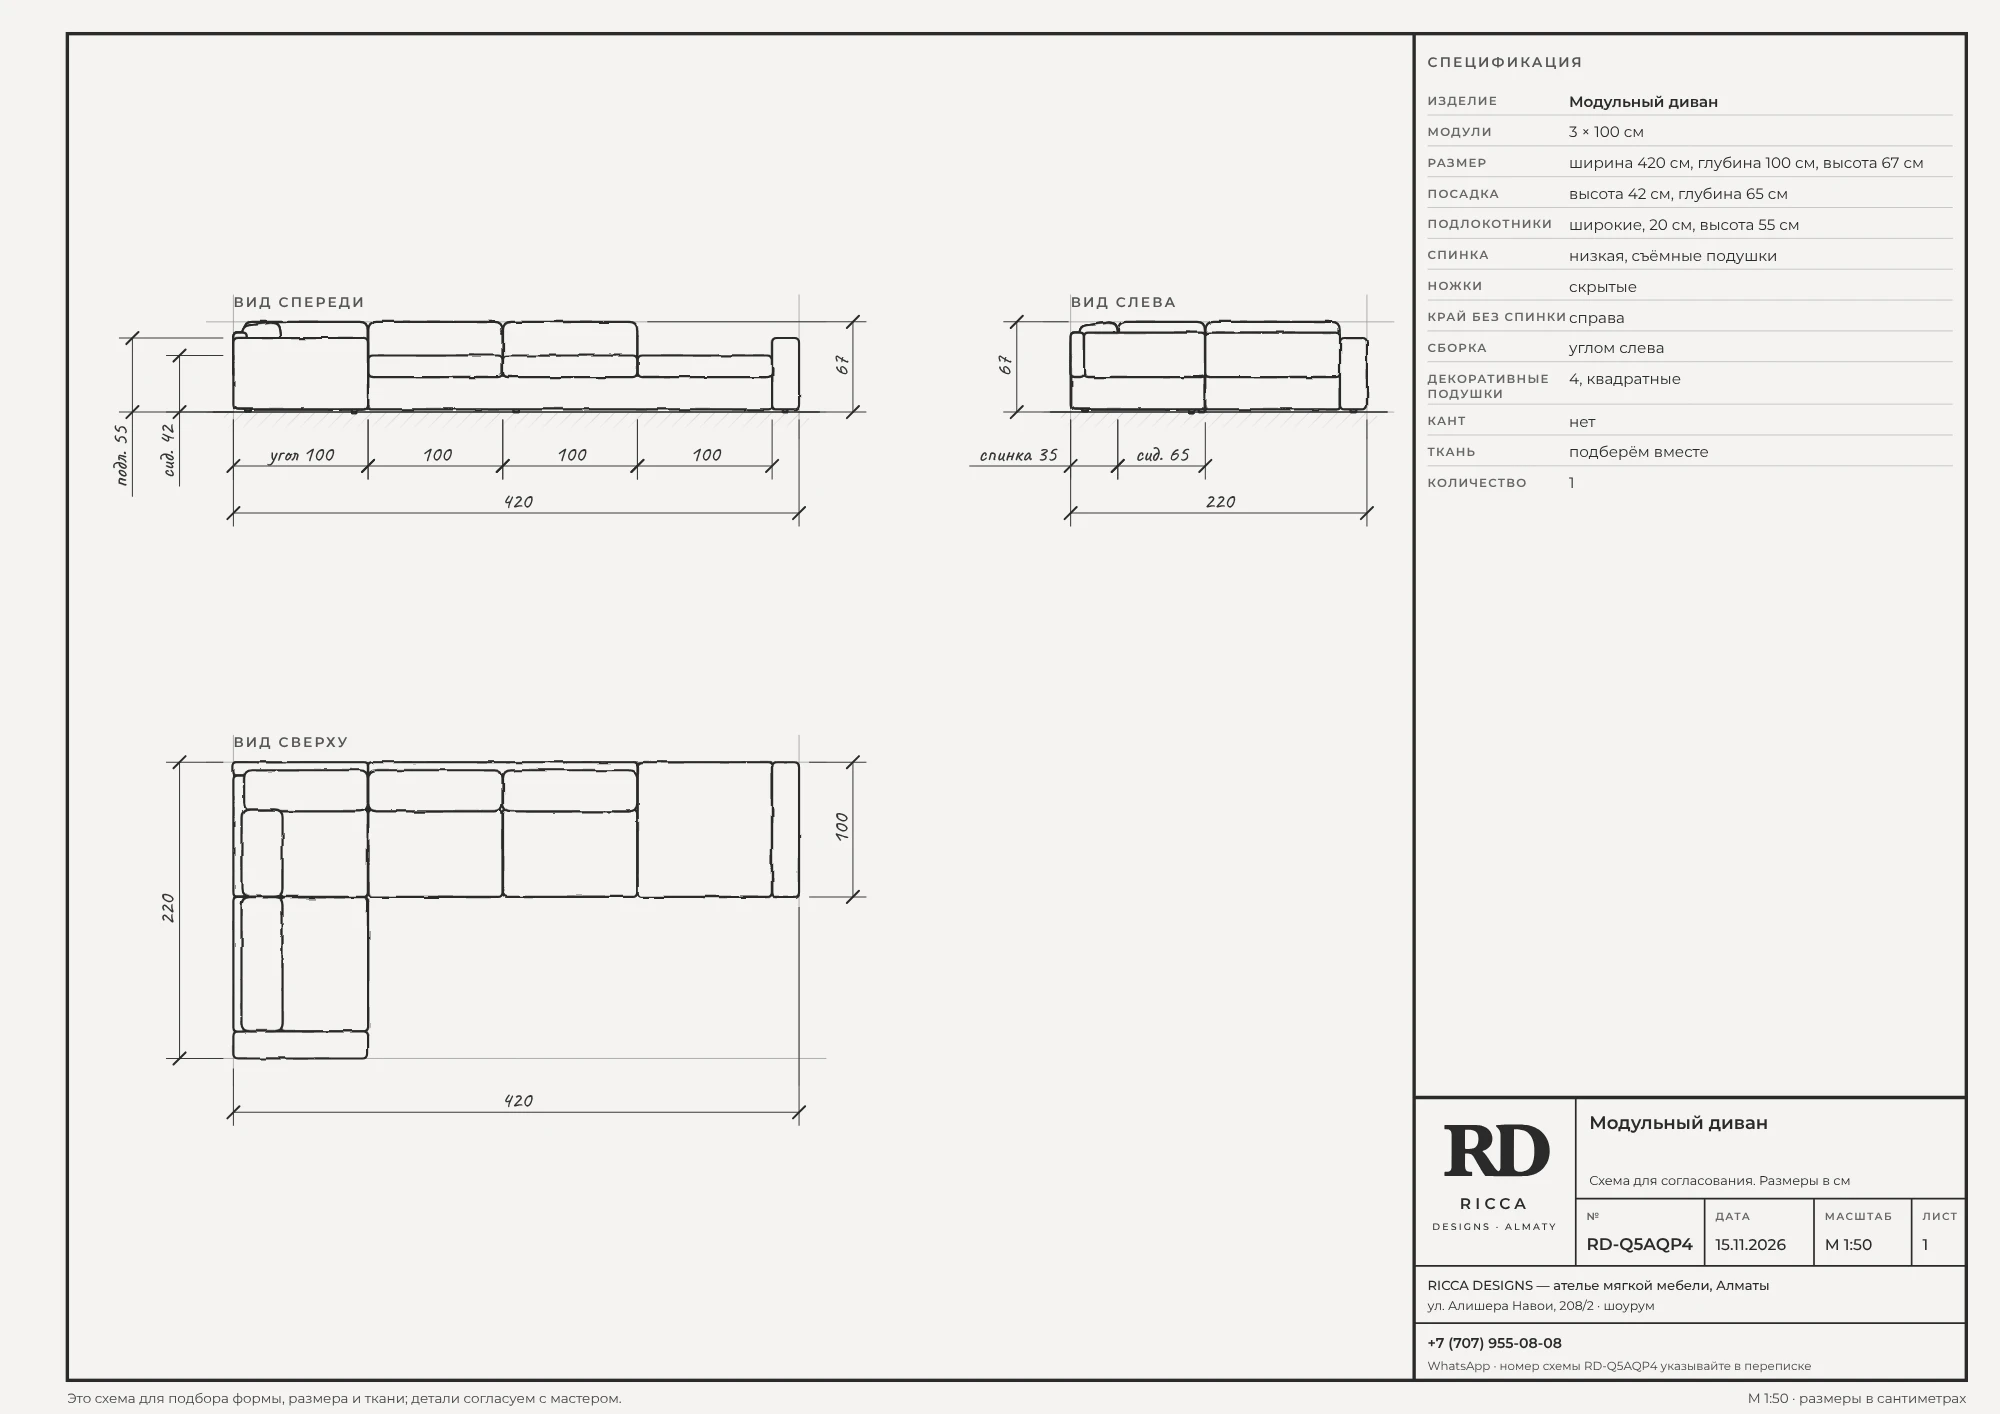 СПЕЦИФИКАЦИЯ
ИЗДЕЛИЕ Модульный диван
МОДУЛИ 3 × 100 см
РАЗМЕР ширина 420 см, глубина 100 см, высота 67 см
ПОСАДКА высота 42 см, глубина 65 см
ПОДЛОКОТНИКИ широкие, 20 см, высота 55 см
СПИНКА низкая, съёмные подушки
НОЖКИ скрытые
КРАЙ БЕЗ СПИНКИ справа
СБОРКА углом слева
ДЕКОРАТИВНЫЕ ПОДУШКИ 4, квадратные
КАНТ нет
ТКАНЬ подберём вместе
КОЛИЧЕСТВО 1
ВИД СПЕРЕДИ
67
подл. 55
сид. 42
угол 100
100
100
100
420
ВИД СЛЕВА
67
спинка 35
сид. 65
220
ВИД СВЕРХУ
100
220
420
RD
RICCA
DESIGNS · ALMATY
Модульный диван
Схема для согласования. Размеры в см
№ ДАТА МАСШТАБ ЛИСТ
RD-Q5AQP4 15.11.2026 М 1:50 1
RICCA DESIGNS — ателье мягкой мебели, Алматы
ул. Алишера Навои, 208/2 · шоурум
+7 (707) 955-08-08
WhatsApp · номер схемы RD-Q5AQP4 указывайте в переписке
Это схема для подбора формы, размера и ткани; детали согласуем с мастером.
М 1:50 · размеры в сантиметрах